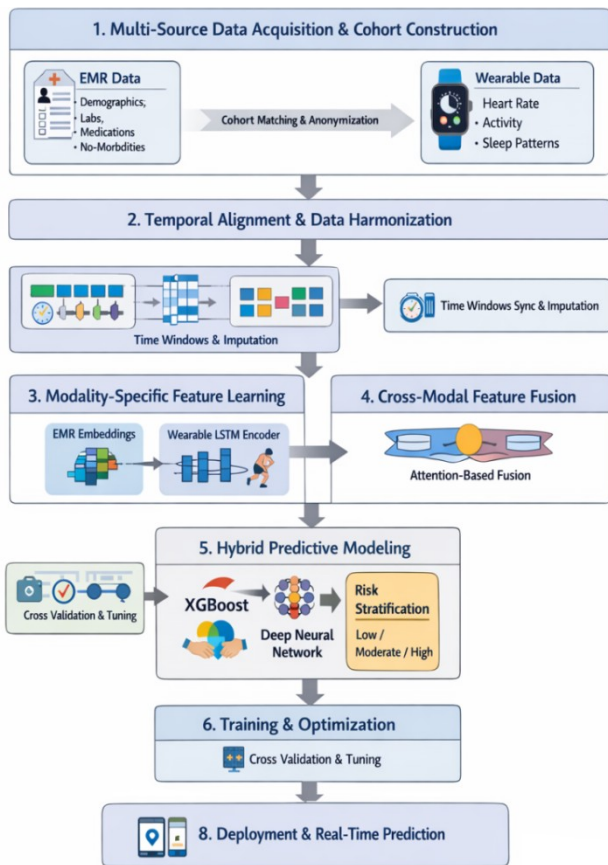 1. Multi-Source Data Acquisition & Cohort Construction
EMR Data
• Demographics;
• Labs,
• Medications
• No-Morbdities
Cohort Matching & Anonymization
Wearable Data
Heart Rate
• Activity
• Sleep Patterns
2. Temporal Alignment & Data Harmonization
Time Windows & Imputation
Time Windows Sync & Imputation
3. Modality-Specific Feature Learning
EMR Embeddings
Wearable LSTM Encoder
4. Cross-Modal Feature Fusion
Attention-Based Fusion
5. Hybrid Predictive Modeling
Cross Validation & Tuning
XGBoost
Deep Neural
Network
Risk
Stratification
Low /
Moderate / High
6. Training & Optimization
Cross Validation & Tuning
8. Deployment & Real-Time Prediction